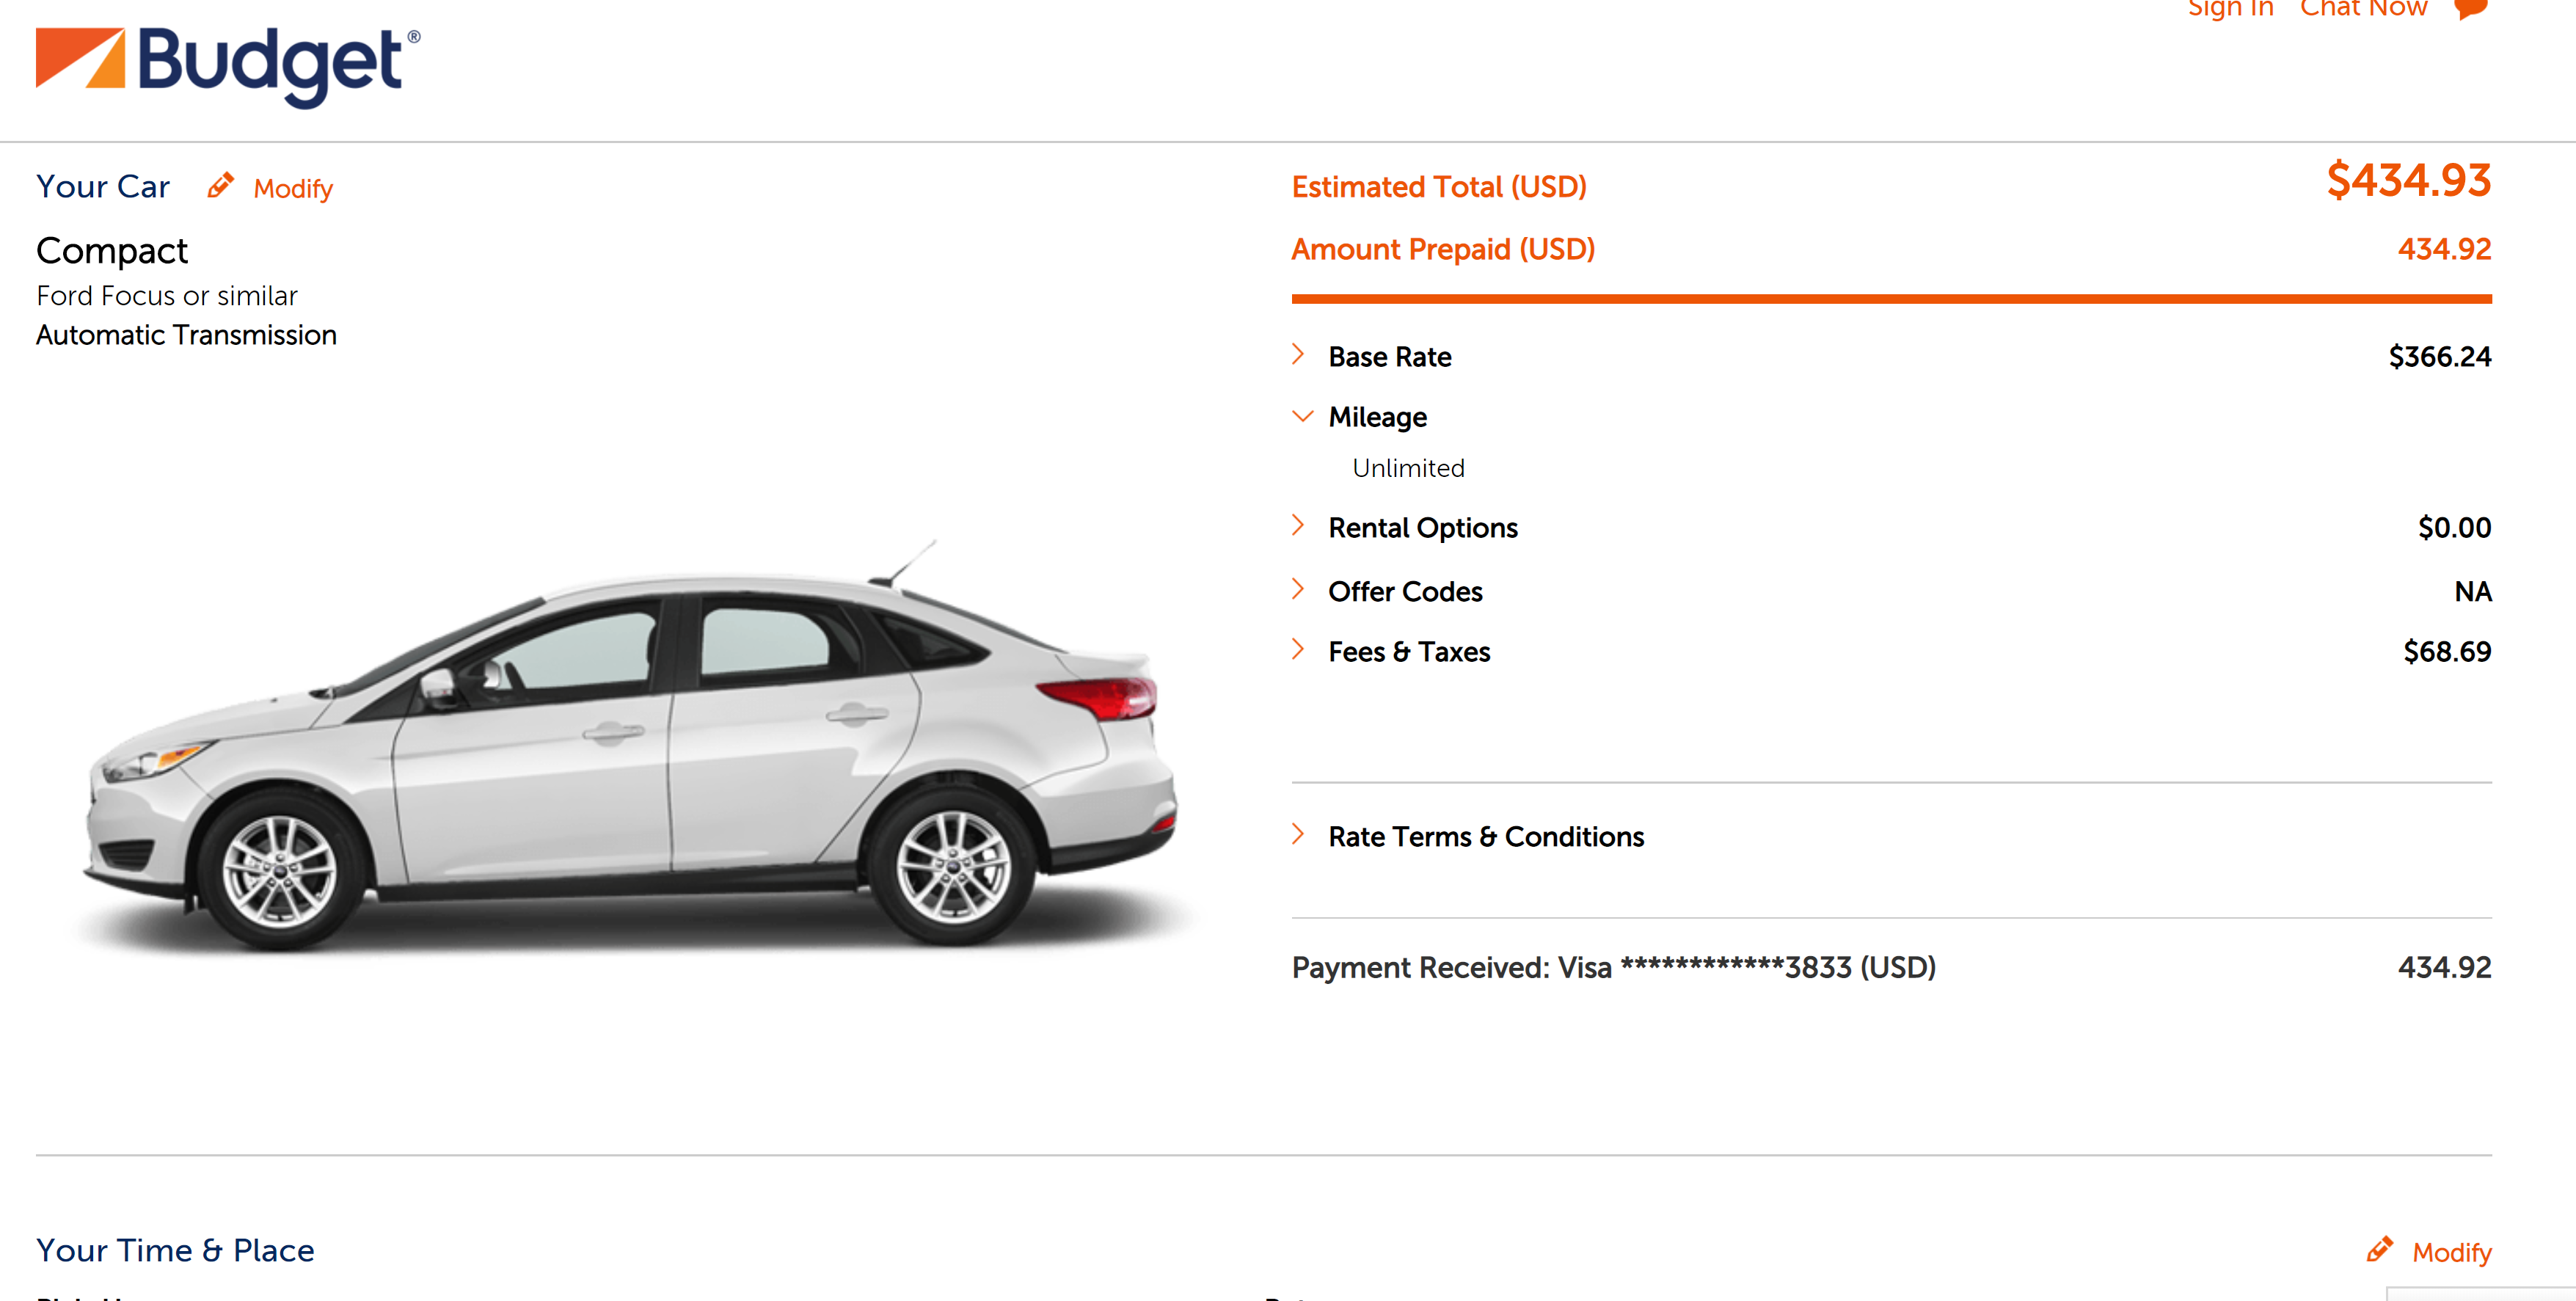 Sign In Chat Now
Budget®
Your Car Modify
Compact
Ford Focus or similar
Automatic Transmission
Estimated Total (USD) $434.93
Amount Prepaid (USD) 434.92
Base Rate $366.24
Mileage
Unlimited
Rental Options $0.00
Offer Codes NA
Fees & Taxes $68.69
Rate Terms & Conditions
Payment Received: Visa ************3833 (USD) 434.92
Your Time & Place Modify